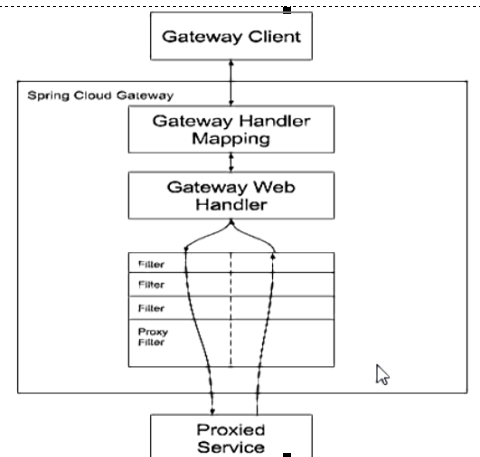 Gateway Client
Spring Cloud Gateway
Gateway Handler
Mapping
Gateway Web
Handler
Filter
Filter
Filter
Proxy
Filter
Proxied
Service